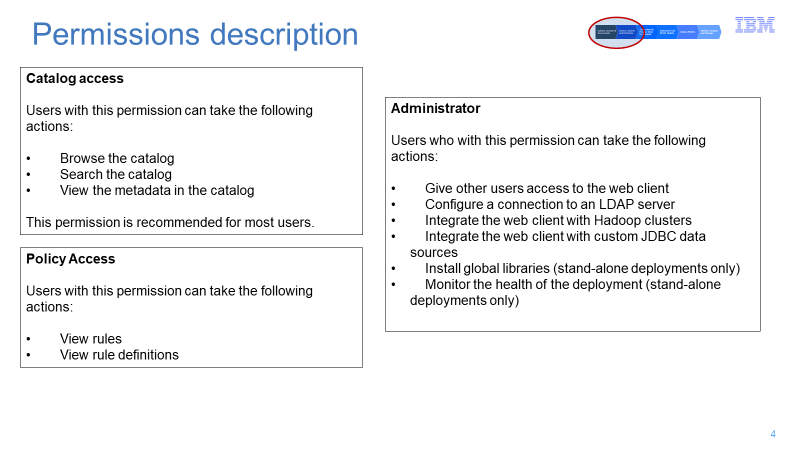 Permissions description
IBM
Catalog access
Users with this permission can take the following
actions:
• Browse the catalog
• Search the catalog
• View the metadata in the catalog
This permission is recommended for most users.
Policy Access
Users with this permission can take the following
actions:
• View rules
• View rule definitions
Administrator
Users who with this permission can take the following
actions:
• Give other users access to the web client
• Configure a connection to an LDAP server
• Integrate the web client with Hadoop clusters
• Integrate the web client with custom JDBC data
sources
• Install global libraries (stand-alone deployments only)
• Monitor the health of the deployment (stand-alone
deployments only)
4